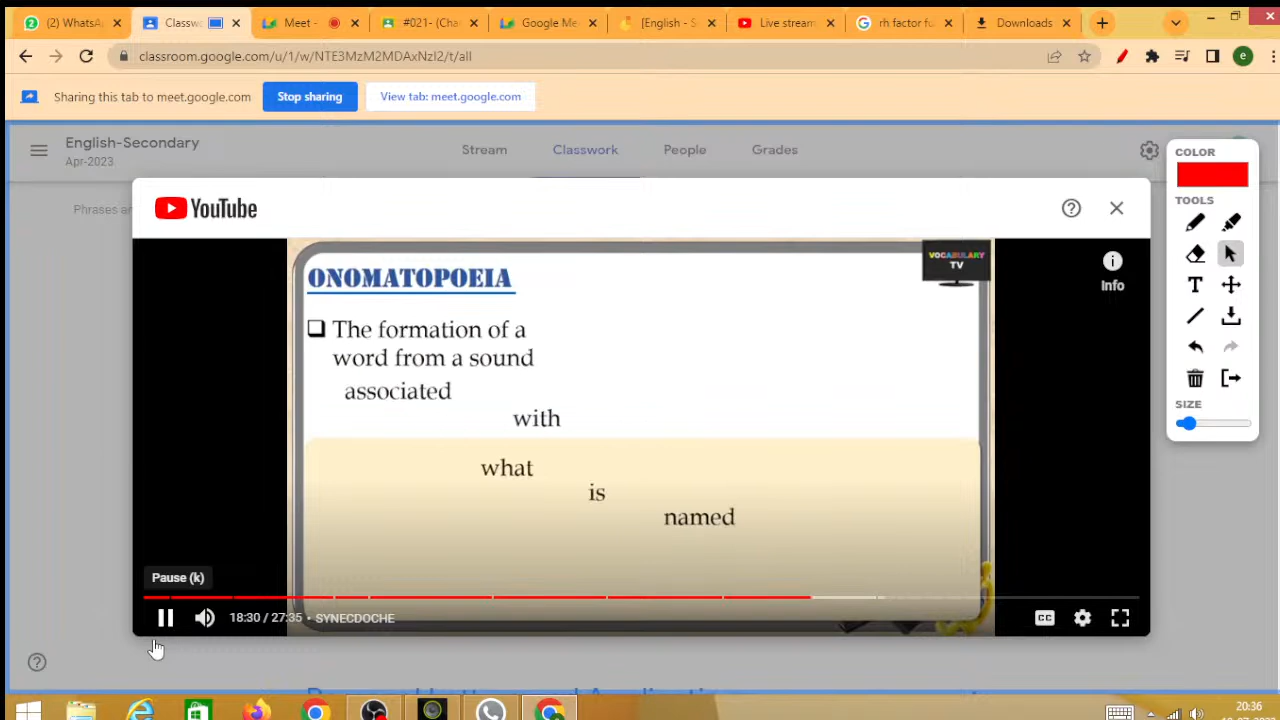 (2) WhatsA
Classw
Meet -
#021- (Cha
Google Me
[English - S
Live stream
rh factor fu
Downloads
classroom.google.com/u/1/w/NTE3MzM2MDAxNzI2/t/all
e
Sharing this tab to meet.google.com
Stop sharing
View tab: meet.google.com
English-Secondary
Apr-2023
Stream
Classwork
People
Grades
COLOR
TOOLS
T
SIZE
Phrases an
YouTube
ONOMATOPOEIA
VOCABULARY
TV
Info
The formation of a
word from a sound
associated
with
what
is
named
Pause (k)
18:30 / 27:35 • SYNECDOCHE
CC
20:36